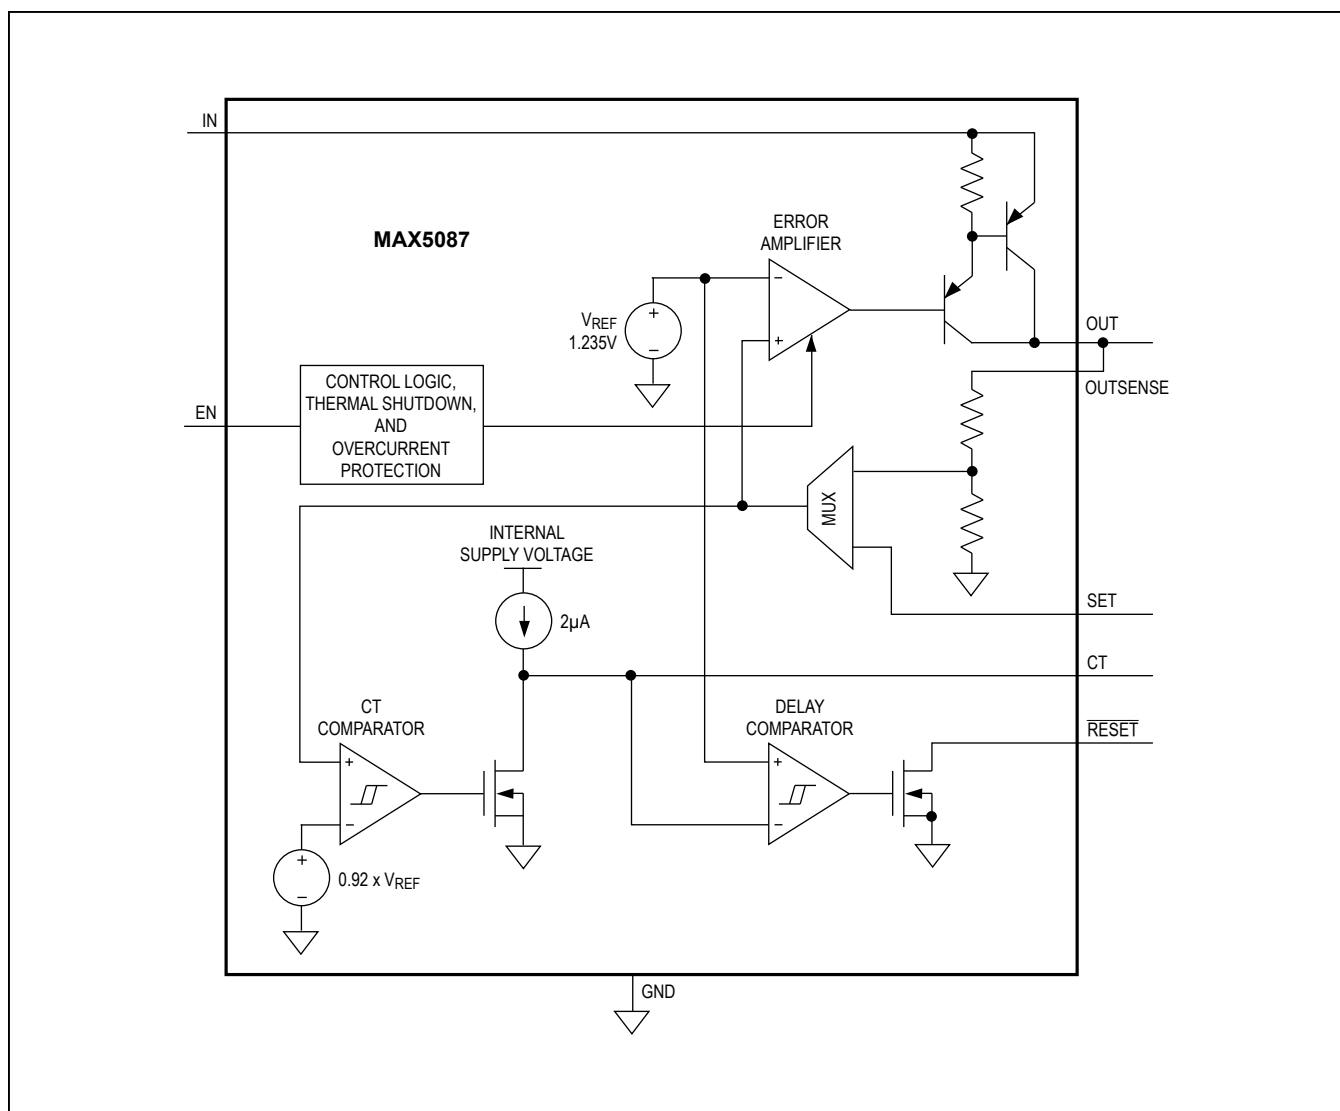 IN
MAX5087
ERROR
AMPLIFIER
−
+
+
−
VREF
1.235V
OUT
OUTSENSE
EN
CONTROL LOGIC,
THERMAL SHUTDOWN,
AND
OVERCURRENT
PROTECTION
MUX
INTERNAL
SUPPLY VOLTAGE
2µA
SET
CT
CT
COMPARATOR
+
−
DELAY
COMPARATOR
+
−
RESET
+
−
0.92 x VREF
GND